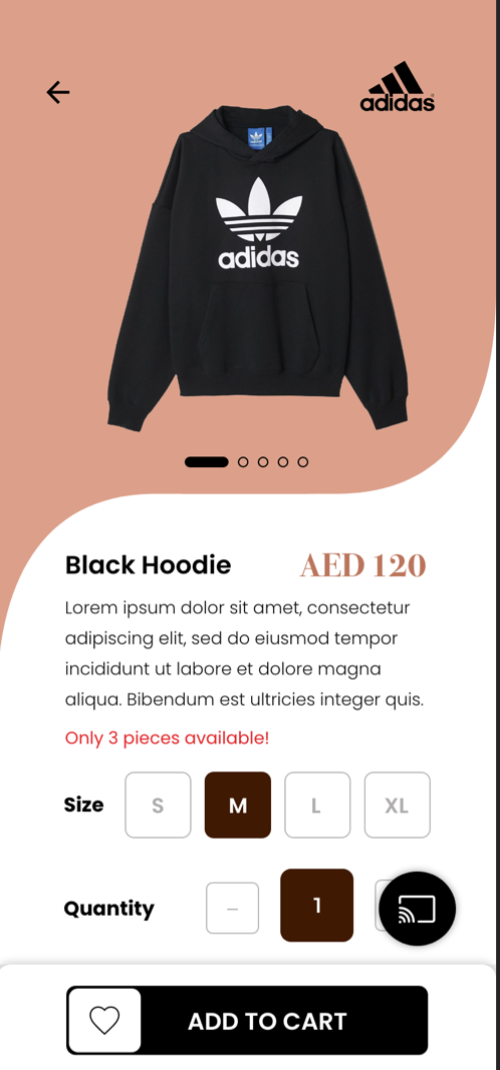 adidas
adidas
Black Hoodie
AED 120
Lorem ipsum dolor sit amet, consectetur
adipiscing elit, sed do eiusmod tempor
incididunt ut labore et dolore magna
aliqua. Bibendum est ultricies integer quis.
Only 3 pieces available!
Size S M L XL
Quantity – 1
ADD TO CART